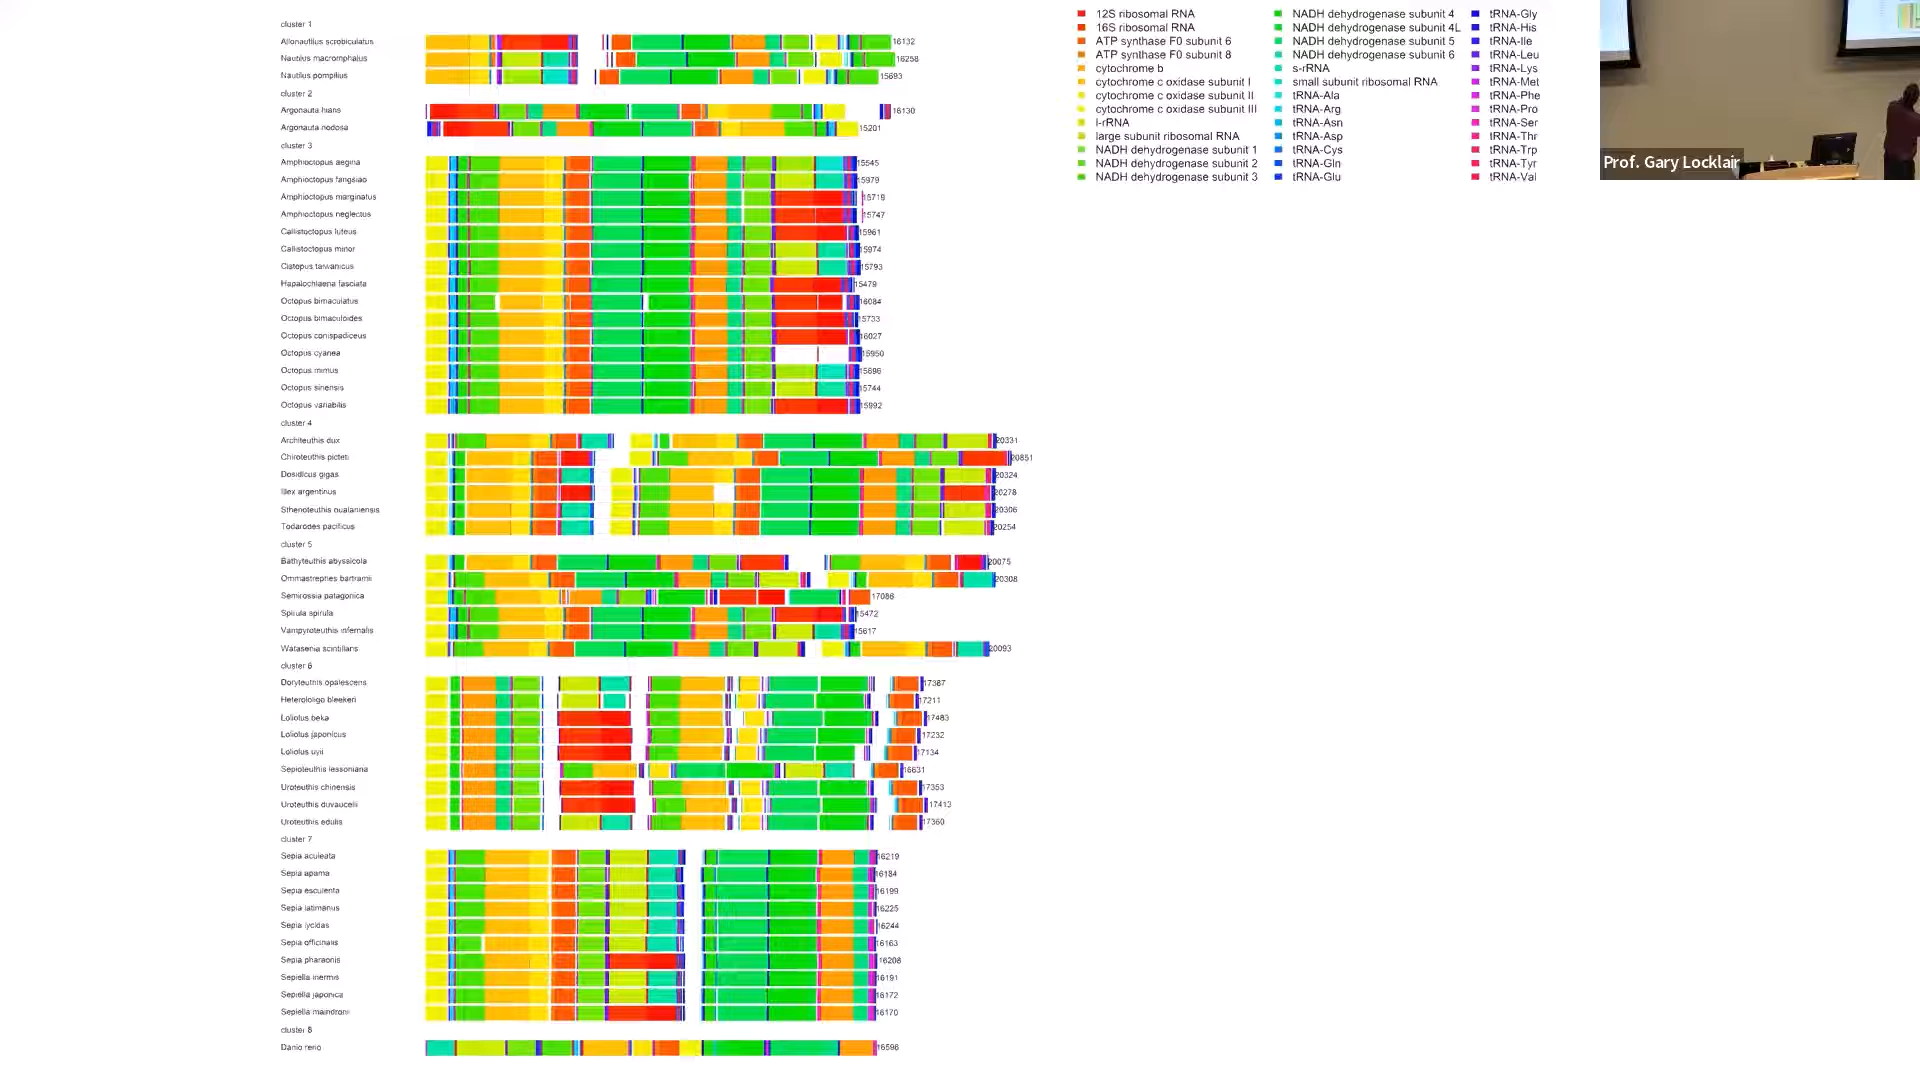 cluster 1
Allonautilus scrobiculatus 16132
Nautilus macromphalus 16258
Nautilus pompilius 15693
cluster 2
Argonauta hians 16130
Argonauta nodosa 15201
cluster 3
Amphioctopus aegina 15545
Amphioctopus fangsiao 15979
Amphioctopus marginatus 15719
Amphioctopus neglectus 15747
Callistoctopus luteus 15961
Callistoctopus minor 15974
Cistopus taiwanicus 15793
Hapalochlaena fasciata 15479
Octopus bimaculatus 16084
Octopus bimaculoides 15733
Octopus conispadiceus 16027
Octopus cyanea 15950
Octopus mimus 15696
Octopus sinensis 15744
Octopus variabilis 15992
cluster 4
Architeuthis dux 20331
Chiroteuthis picteti 20851
Dosidicus gigas 20324
Illex argentinus 20278
Sthenoteuthis oualaniensis 20306
Todarodes pacificus 20254
cluster 5
Bathyteuthis abyssicola 20075
Ommastrephes bartramii 20308
Semirossia patagonica 17086
Spirula spirula 15472
Vampyroteuthis infernalis 15617
Watasenia scintillans 20093
cluster 6
Doryteuthis opalescens 17387
Heterololigo bleekeri 17211
Loliolus beka 17483
Loliolus japonicus 17232
Loliolus uyii 17134
Sepioteuthis lessoniana 16631
Uroteuthis chinensis 17353
Uroteuthis duvaucelii 17413
Uroteuthis edulis 17360
cluster 7
Sepia aculeata 16219
Sepia apama 16184
Sepia esculenta 16199
Sepia latimanus 16225
Sepia lycidas 16244
Sepia officinalis 16163
Sepia pharaonis 16208
Sepiella inermis 16191
Sepiella japonica 16172
Sepiella maindroni 16170
cluster 8
Danio rerio 16596
12S ribosomal RNA
16S ribosomal RNA
ATP synthase F0 subunit 6
ATP synthase F0 subunit 8
cytochrome b
cytochrome c oxidase subunit I
cytochrome c oxidase subunit II
cytochrome c oxidase subunit III
l-rRNA
large subunit ribosomal RNA
NADH dehydrogenase subunit 1
NADH dehydrogenase subunit 2
NADH dehydrogenase subunit 3
NADH dehydrogenase subunit 4
NADH dehydrogenase subunit 4L
NADH dehydrogenase subunit 5
NADH dehydrogenase subunit 6
s-rRNA
small subunit ribosomal RNA
tRNA-Ala
tRNA-Arg
tRNA-Asn
tRNA-Asp
tRNA-Cys
tRNA-Gln
tRNA-Glu
tRNA-Gly
tRNA-His
tRNA-Ile
tRNA-Leu
tRNA-Lys
tRNA-Met
tRNA-Phe
tRNA-Pro
tRNA-Ser
tRNA-Thr
tRNA-Trp
tRNA-Tyr
tRNA-Val
Prof. Gary Locklair